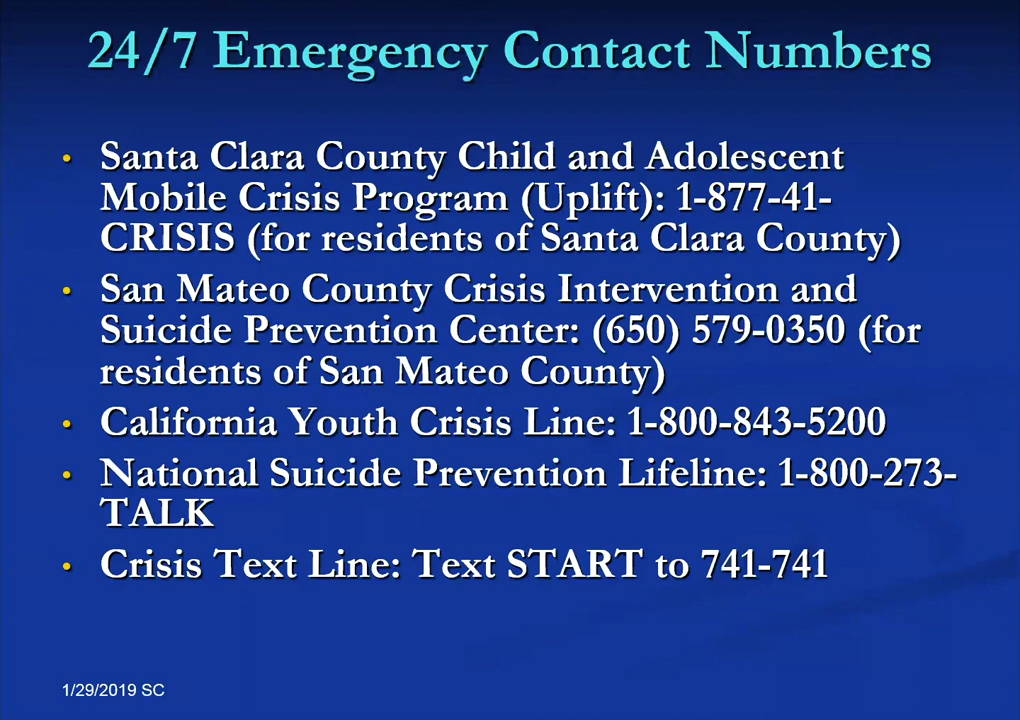 24/7 Emergency Contact Numbers
• Santa Clara County Child and Adolescent
Mobile Crisis Program (Uplift): 1-877-41-
CRISIS (for residents of Santa Clara County)
• San Mateo County Crisis Intervention and
Suicide Prevention Center: (650) 579-0350 (for
residents of San Mateo County)
• California Youth Crisis Line: 1-800-843-5200
• National Suicide Prevention Lifeline: 1-800-273-
TALK
• Crisis Text Line: Text START to 741-741
1/29/2019 SC